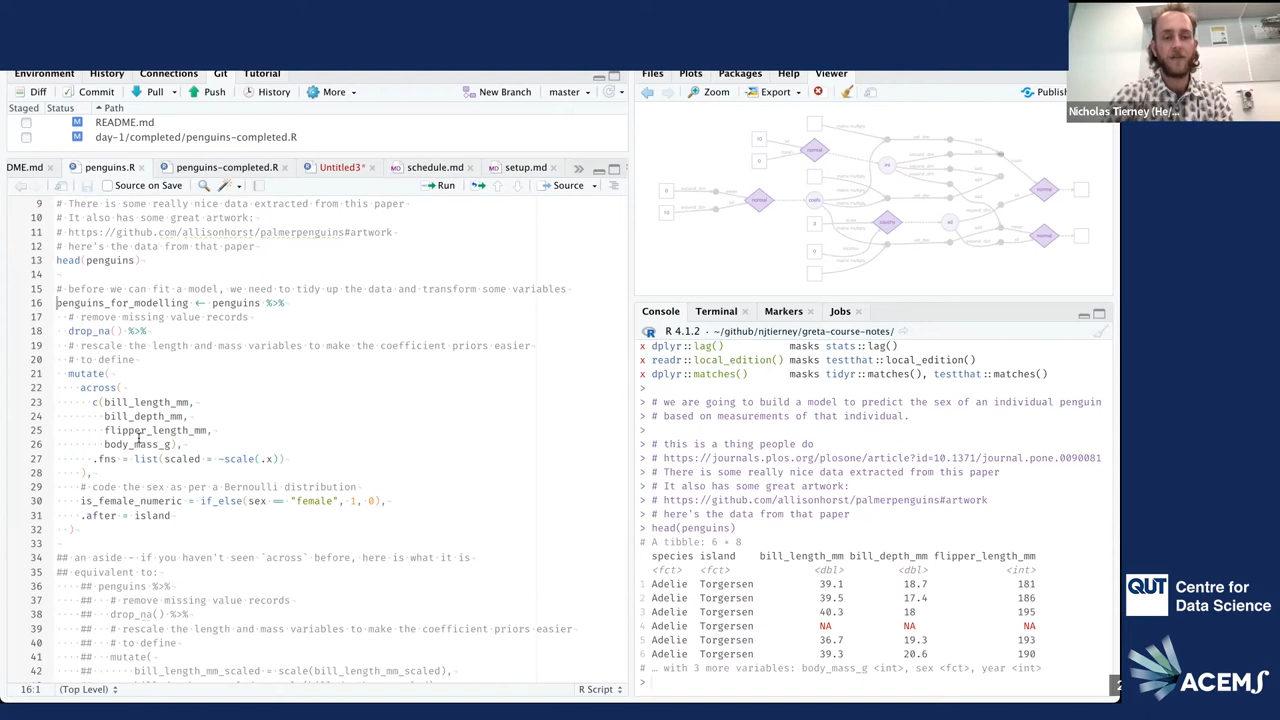 Environment History Connections Git Tutorial
Diff Commit Pull Push History More New Branch master
Staged Status Path
README.md
day-1/completed/penguins-completed.R
DME.md penguins.R penguins-completed.R Untitled3* schedule.md setup.md
Source on Save Run Source
9 # There is some really nice data extracted from this paper
10 # It also has some great artwork:
11 # https://github.com/allisonhorst/palmerpenguins#artwork
12 # here's the data from that paper
13 head(penguins)
14
15 # before we can fit a model, we need to tidy up the data and transform some variables
16 penguins_for_modelling <- penguins %>%
17 # remove missing value records
18 drop_na() %>%
19 # rescale the length and mass variables to make the coefficient priors easier
20 # to define
21 mutate(
22 across(
23 c(bill_length_mm,
24 bill_depth_mm,
25 flipper_length_mm,
26 body_mass_g),
27 .fns = list(scaled = ~scale(.x))
28 ),
29 # code the sex as per a Bernoulli distribution
30 is_female_numeric = if_else(sex == "female", 1, 0),
31 .after = island
32 )
33
34 ## an aside - if you haven't seen `across` before, here is what it is
35 ## equivalent to:
36 ## penguins %>%
37 ## # remove missing value records
38 ## drop_na() %>%
39 ## # rescale the length and mass variables to make the coefficient priors easier
40 ## # to define
41 ## mutate(
## bill_length_mm_scaled = scale(bill_length_mm_scaled),
16:1 (Top Level) R Script
Files Plots Packages Help Viewer
Zoom Export Publish
normal
normal
normal
normal
Console Terminal Markers Jobs
R 4.1.2 · ~/github/njtierney/greta-course-notes/
x dplyr::lag() masks stats::lag()
x readr::local_edition() masks testthat::local_edition()
x dplyr::matches() masks tidyr::matches(), testthat::matches()
>
> # we are going to build a model to predict the sex of an individual penguin
> # based on measurements of that individual.
>
> # this is a thing people do
> # https://journals.plos.org/plosone/article?id=10.1371/journal.pone.0090081
> # There is some really nice data extracted from this paper
> # It also has some great artwork:
> # https://github.com/allisonhorst/palmerpenguins#artwork
> # here's the data from that paper
> head(penguins)
# A tibble: 6 × 8
species island bill_length_mm bill_depth_mm flipper_length_mm
<fct> <fct> <dbl> <dbl> <int>
1 Adelie Torgersen 39.1 18.7 181
2 Adelie Torgersen 39.5 17.4 186
3 Adelie Torgersen 40.3 18 195
4 Adelie Torgersen NA NA NA
5 Adelie Torgersen 36.7 19.3 193
6 Adelie Torgersen 39.3 20.6 190
# … with 3 more variables: body_mass_g <int>, sex <fct>, year <int>
>
Nicholas Tierney (He/...
QUT Centre for
Data Science
ACEMS
2